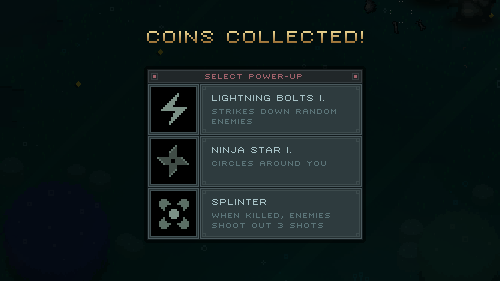 COINS COLLECTED!
SELECT POWER-UP
LIGHTNING BOLTS I.
STRIKES DOWN RANDOM
ENEMIES
NINJA STAR I.
CIRCLES AROUND YOU
SPLINTER
WHEN KILLED, ENEMIES
SHOOT OUT 3 SHOTS